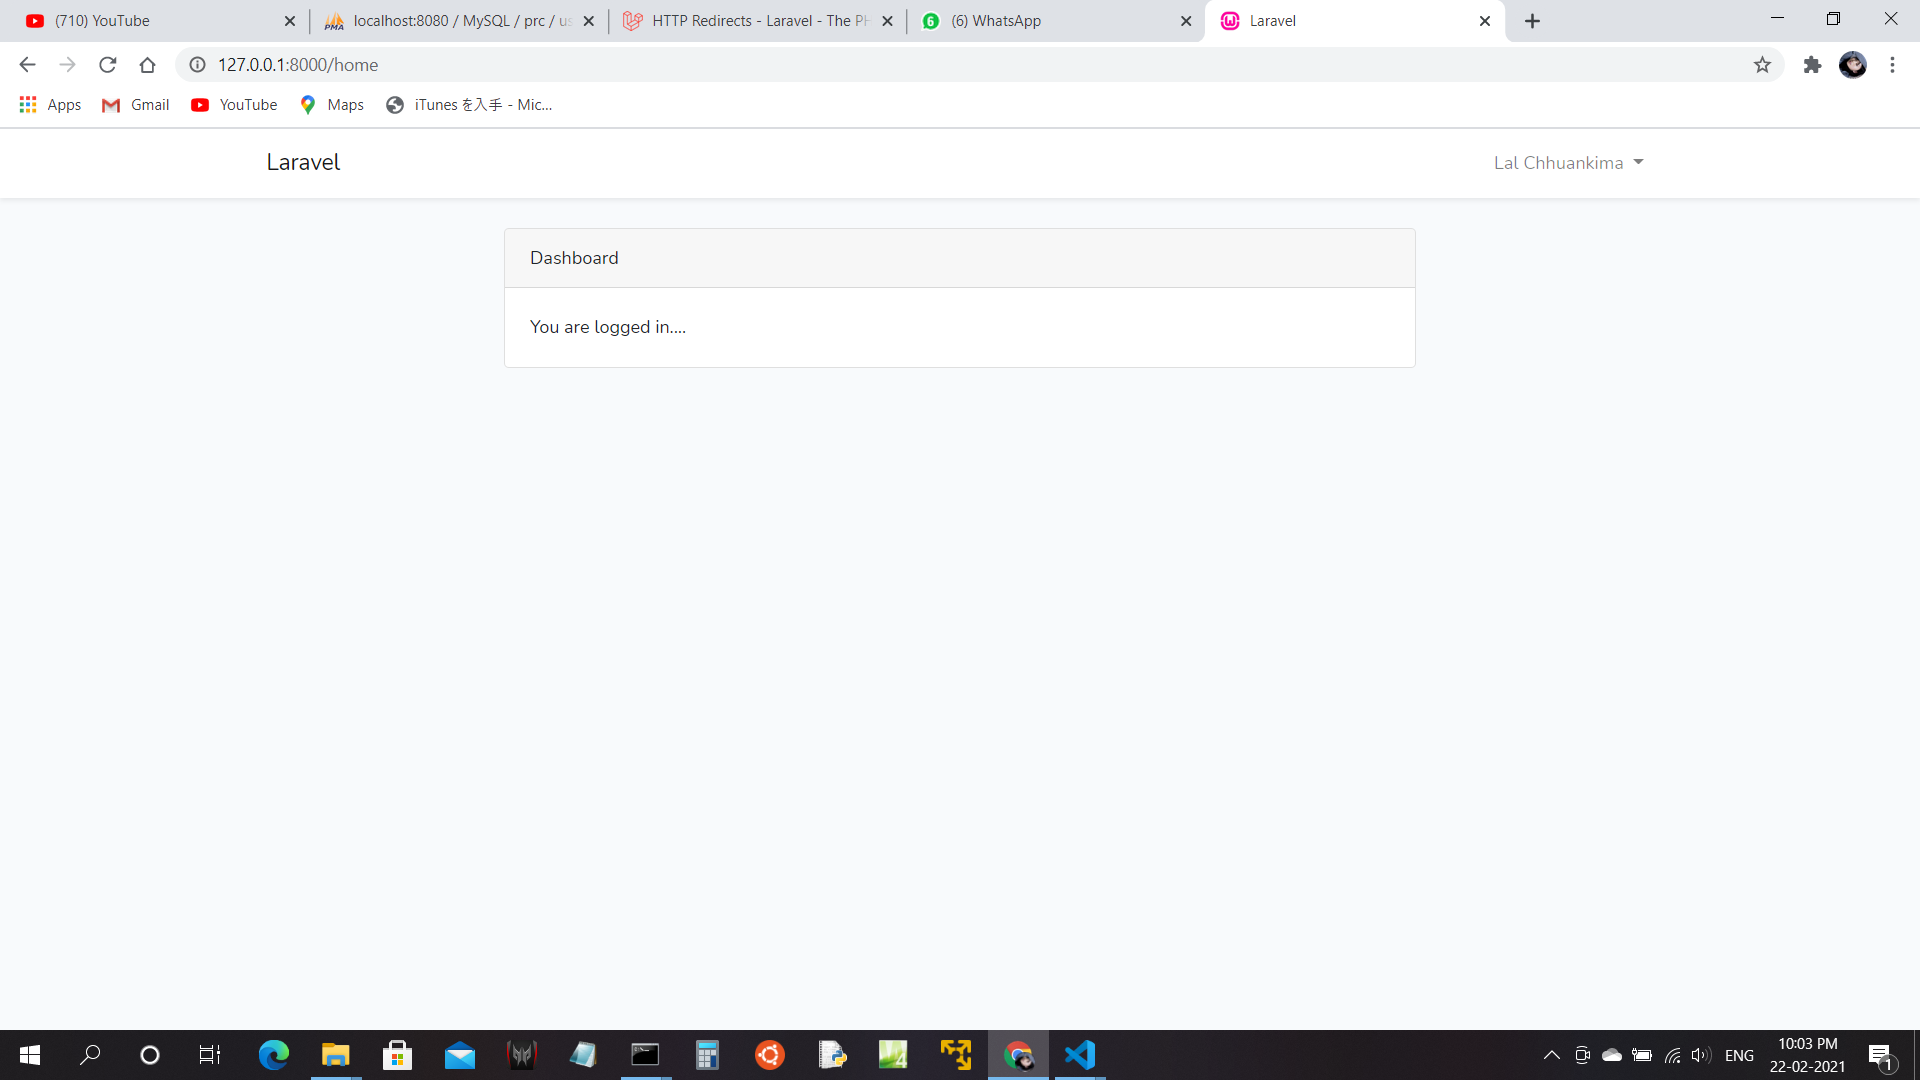 (710) YouTube
localhost:8080 / MySQL / prc / us
HTTP Redirects - Laravel - The PH
6
(6) WhatsApp
Laravel
127.0.0.1:8000/home
Apps
Gmail
YouTube
Maps
iTunes を入手 - Mic...
Laravel
Lal Chhuankima
Dashboard
You are logged in....
ENG
10:03 PM
22-02-2021
1
PMA
4